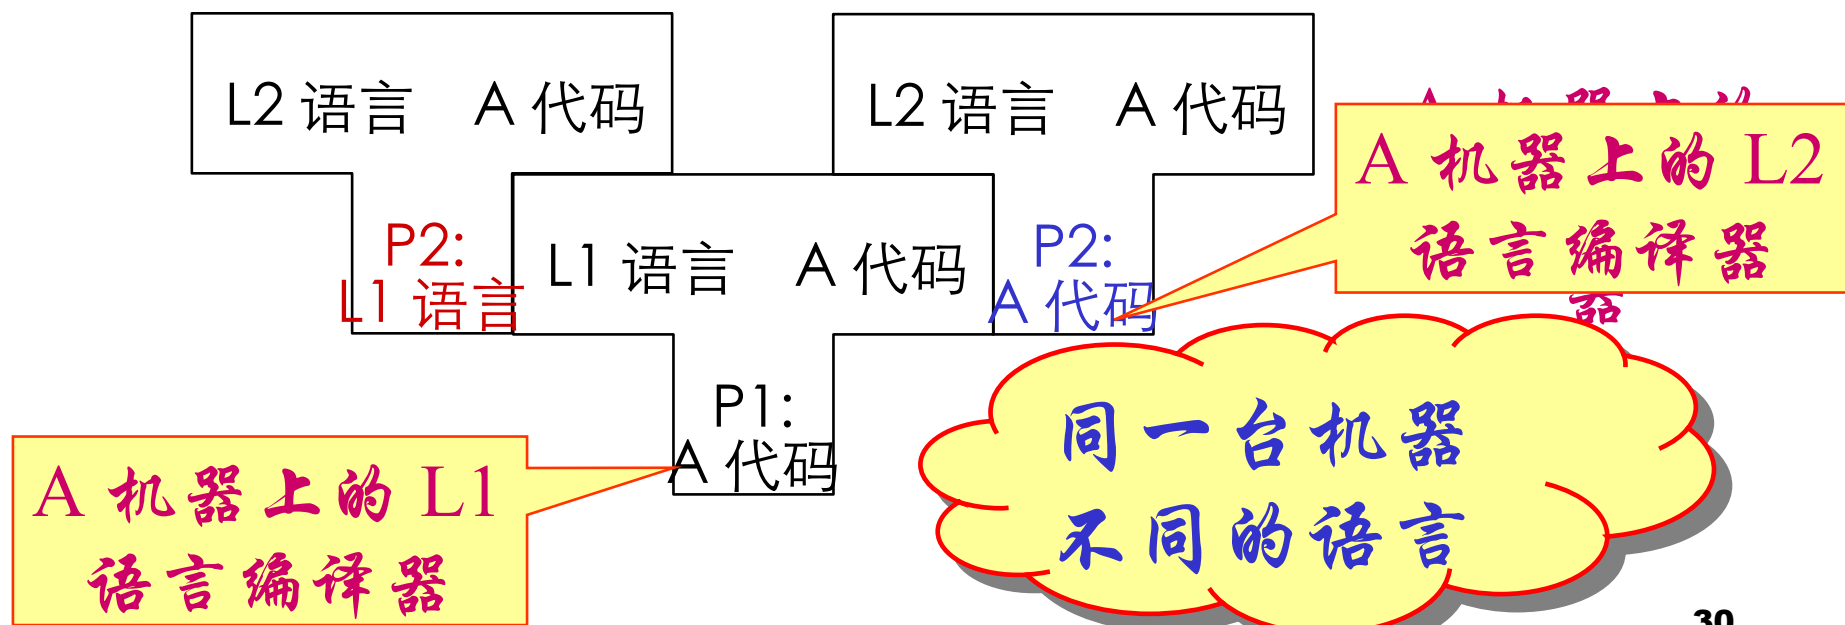 L2 语言 A 代码
L2 语言 A 代码
A 机器上的 L2
语言编译器
P2:
L1 语言
L1 语言 A 代码
P2:
A 代码
器
P1:
A 代码
A 机器上的 L1
语言编译器
同一台机器
不同的语言
30